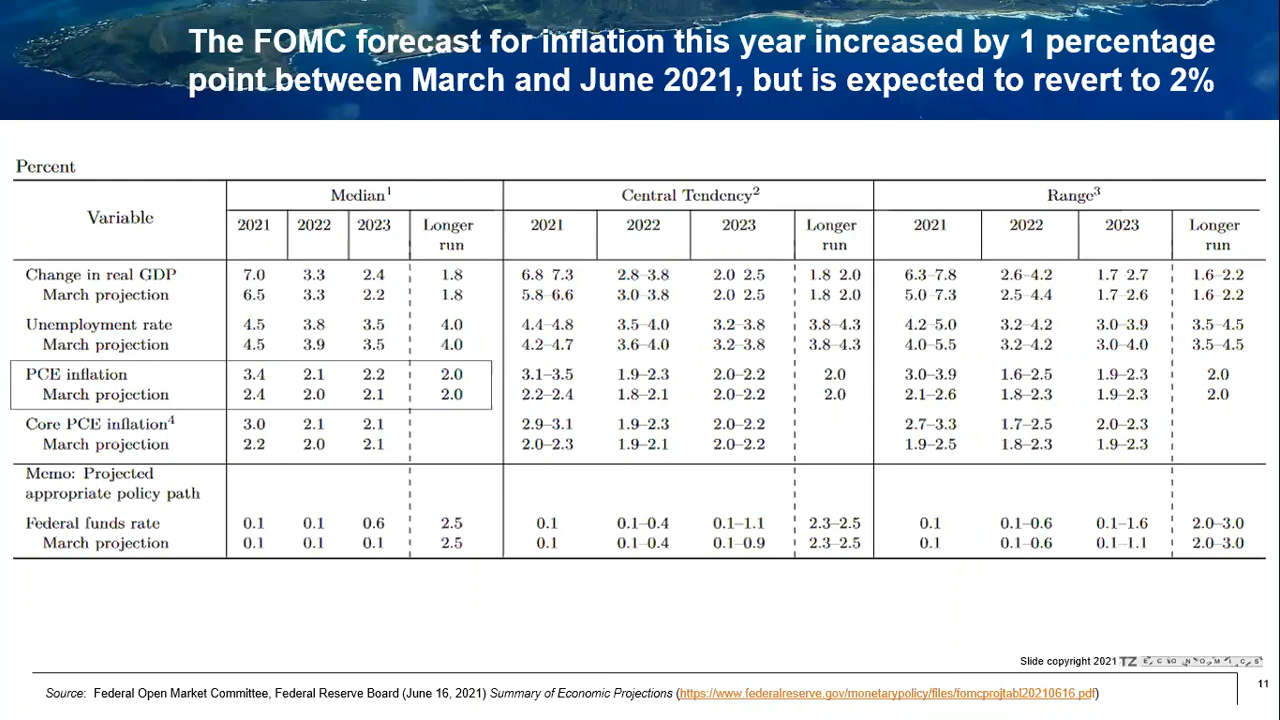 The FOMC forecast for inflation this year increased by 1 percentage
point between March and June 2021, but is expected to revert to 2%
Percent
Variable Median1 Central Tendency2 Range3
2021 2022 2023 Longer run 2021 2022 2023 Longer run 2021 2022 2023 Longer run
Change in real GDP 7.0 3.3 2.4 1.8 6.8 7.3 2.8–3.8 2.0 2.5 1.8 2.0 6.3–7.8 2.6–4.2 1.7 2.7 1.6–2.2
March projection 6.5 3.3 2.2 1.8 5.8–6.6 3.0–3.8 2.0 2.5 1.8 2.0 5.0–7.3 2.5–4.4 1.7–2.6 1.6–2.2
Unemployment rate 4.5 3.8 3.5 4.0 4.4–4.8 3.5–4.0 3.2–3.8 3.8–4.3 4.2–5.0 3.2–4.2 3.0–3.9 3.5–4.5
March projection 4.5 3.9 3.5 4.0 4.2–4.7 3.6–4.0 3.2–3.8 3.8–4.3 4.0–5.5 3.2–4.2 3.0–4.0 3.5–4.5
PCE inflation 3.4 2.1 2.2 2.0 3.1–3.5 1.9–2.3 2.0–2.2 2.0 3.0–3.9 1.6–2.5 1.9–2.3 2.0
March projection 2.4 2.0 2.1 2.0 2.2–2.4 1.8–2.1 2.0–2.2 2.0 2.1–2.6 1.8–2.3 1.9–2.3 2.0
Core PCE inflation4 3.0 2.1 2.1 2.9–3.1 1.9–2.3 2.0–2.2 2.7–3.3 1.7–2.5 2.0–2.3
March projection 2.2 2.0 2.1 2.0–2.3 1.9–2.1 2.0–2.2 1.9–2.5 1.8–2.3 1.9–2.3
Memo: Projected
appropriate policy path
Federal funds rate 0.1 0.1 0.6 2.5 0.1 0.1–0.4 0.1–1.1 2.3–2.5 0.1 0.1–0.6 0.1–1.6 2.0–3.0
March projection 0.1 0.1 0.1 2.5 0.1 0.1–0.4 0.1–0.9 2.3–2.5 0.1 0.1–0.6 0.1–1.1 2.0–3.0
Slide copyright 2021 TZ ECONOMICS
Source: Federal Open Market Committee, Federal Reserve Board (June 16, 2021) Summary of Economic Projections (https://www.federalreserve.gov/monetarypolicy/files/fomcprojtabl20210616.pdf)
11